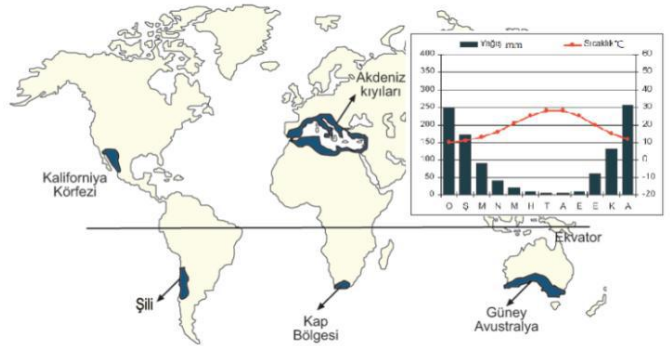 Yağış mm Sıcaklık °C
400 60
350 50
300 40
250 30
200 20
150 10
100 0
50 -10
0 -20
O Ş M N M H T A E E K A
Akdeniz
kıyıları
Kaliforniya
Körfezi
Ekvator
Şili
Kap
Bölgesi
Güney
Avustralya